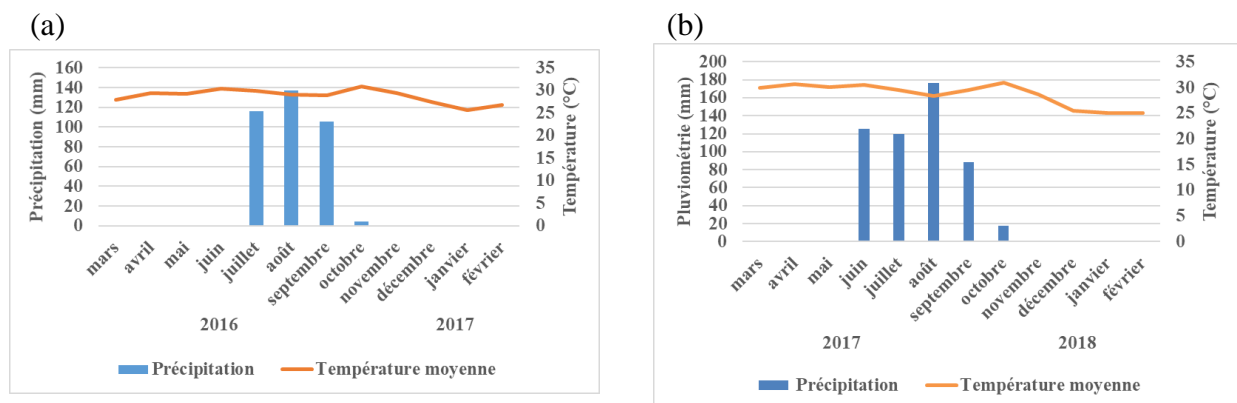 (a)
160
140
120
100
80
60
40
20
0
Précipitation (mm)
35
30
25
20
15
10
5
0
Température (°C)
mars
avril
mai
juin
juillet
août
septembre
octobre
novembre
décembre
janvier
février
2016
2017
Précipitation
Température moyenne
(b)
200
180
160
140
120
100
80
60
40
20
0
Pluviométrie (mm)
35
30
25
20
15
10
5
0
Température (°C)
mars
avril
mai
juin
juillet
août
septembre
octobre
novembre
décembre
janvier
février
2017
2018
Précipitation
Température moyenne